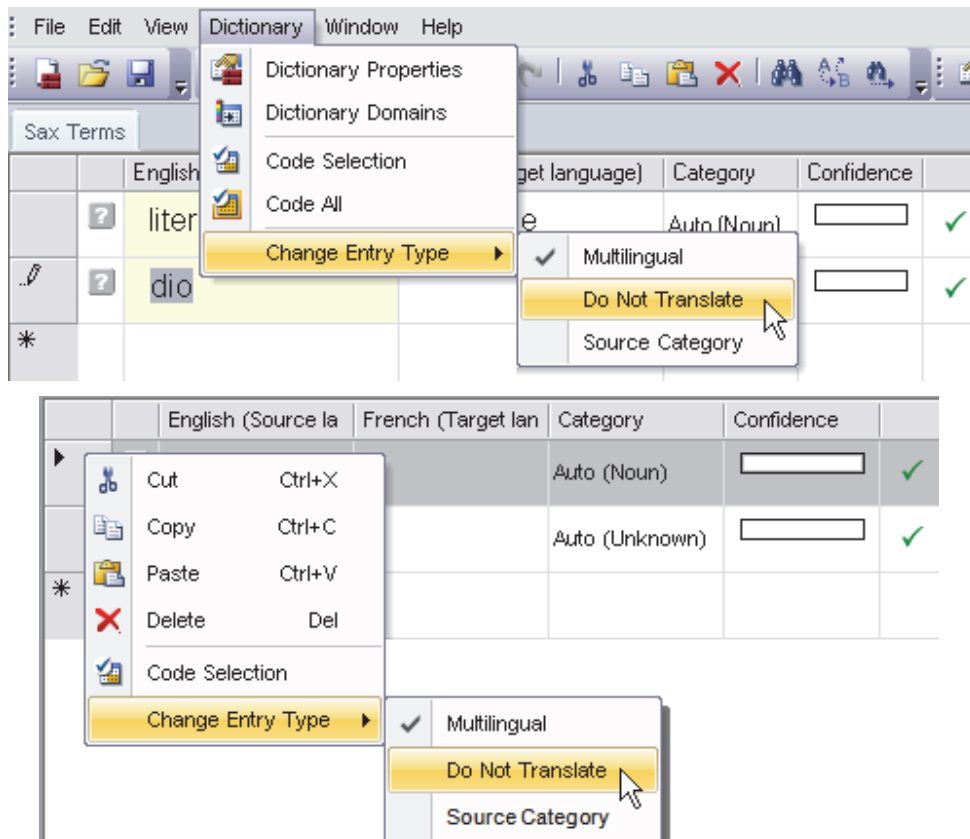 File Edit View Dictionary Window Help
Dictionary Properties
Dictionary Domains
Sax Terms
Code Selection
English get language) Category Confidence
Code All
liter e Auto (Noun)
Change Entry Type Multilingual
dio
Do Not Translate
Source Category
English (Source la French (Target lan Category Confidence
Cut Ctrl+X Auto (Noun)
Copy Ctrl+C
Auto (Unknown)
Paste Ctrl+V
Delete Del
Code Selection
Change Entry Type Multilingual
Do Not Translate
Source Category